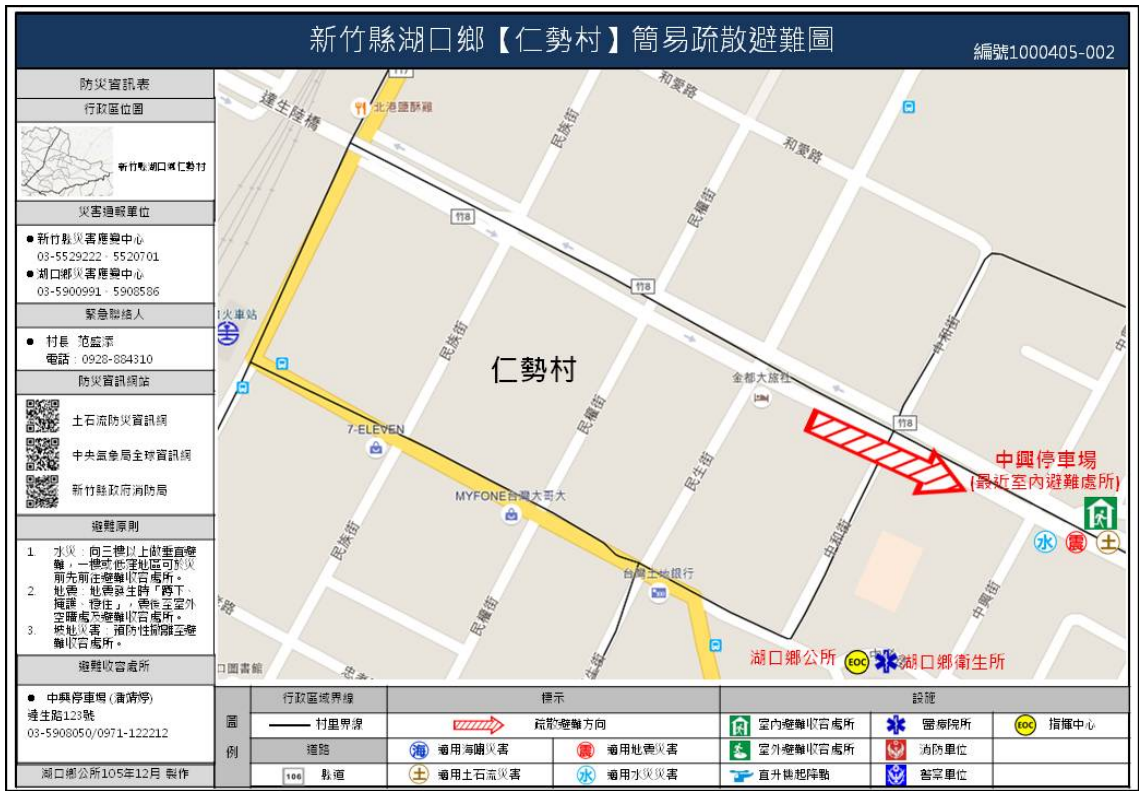 新竹縣湖口鄉【仁勢村】簡易疏散避難圖
編號1000405-002
防災資訊表
行政區位圖
新竹縣湖口鄉仁勢村
災害通報單位
● 新竹縣災害應變中心
03-5529222、5520701
● 湖口鄉災害應變中心
03-5900991、5908586
緊急聯絡人
● 村長
電話：0928-884310
防災資訊網站
土石流防災資訊網
中央氣象局全球資訊網
新竹縣政府消防局
避難原則
1. 水災：向三樓以上做垂直避
難，一樓或低窪地區可於災
前先前往避難收容處所。
2. 地震：地震發生時「蹲下、
掩護、穩住」，震後至室外
空曠處及避難收容處所。
3. 坡地災害：預防性撤離至避
難收容處所。
避難收容處所
● 中興停車場
達生路123號
03-5908050/0971-122212
湖口鄉公所105年12月 製作
117
達生陸橋
北港鹽酥雞
和愛路
民族街
和愛路
民權街
竹8
竹8
火車站
民族街
仁勢村
中和街
金都大旅社
民權街
竹8
7-ELEVEN
中興停車場
(最近室內避難處所)
民生街
MYFONE台灣大哥大
水
震
土
民族街
中和街
台灣土地銀行
中興街
民權街
湖口鄉公所
EOC
湖口鄉衛生所
口圖書館
圖例
行政區域界線
標示
設施
村里界線
疏散避難方向
室內避難收容處所
醫療院所
EOC
指揮中心
道路
海
適用海嘯災害
震
適用地震災害
室外避難收容處所
消防單位
106
縣道
土
適用土石流災害
水
適用水災災害
直升機起降點
警察單位